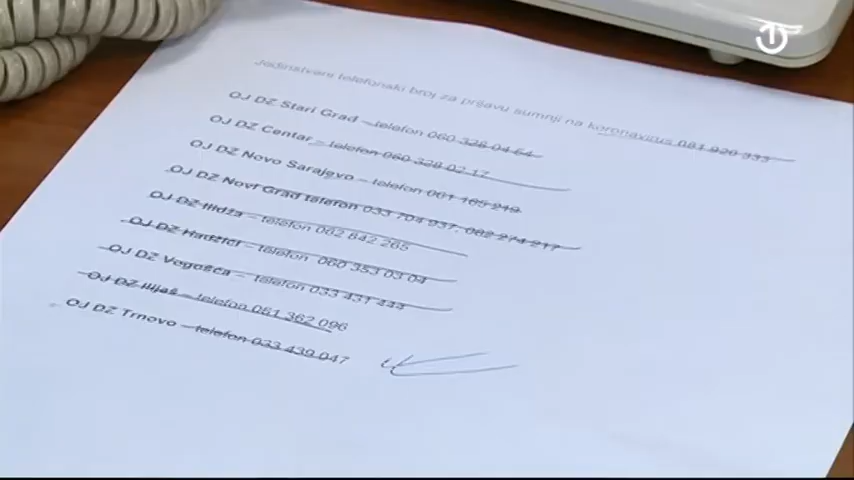 Jedinstveni telefonski broj za prijavu sumnji na koronavirus 081 920 333
OJ DZ Stari Grad – telefon 060 328 04 64
OJ DZ Centar – telefon 060 328 02 17
OJ DZ Novo Sarajevo – telefon 061 165 219
OJ DZ Novi Grad telefon 033 704 937, 062 274 217
OJ DZ Ilidža – telefon 062 842 265
OJ DZ Hadžići – telefon 060 353 03 04
OJ DZ Vogošća – telefon 033 431 444
OJ DZ Ilijaš – telefon 061 362 096
OJ DZ Trnovo – telefon 033 439 047